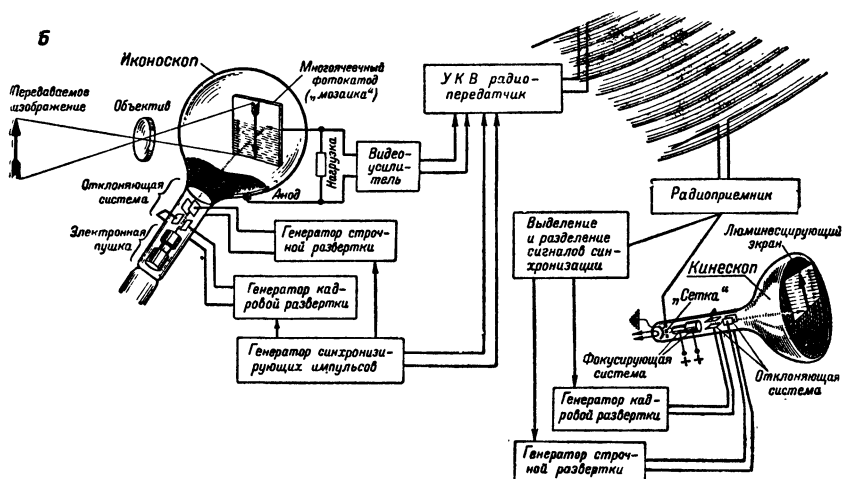 б
Иконоскоп
Многоячеечный
фотокатод
(„мозаика“)
Передаваемое
изображение
Объектив
УКВ радио-
передатчик
Нагрузка
Видео-
усили-
тель
Анод
Отклоняющая
система
Электронная
пушка
Генератор строч-
ной развертки
Генератор кад-
ровой развертки
Генератор синхронизи-
рующих импульсов
Радиоприемник
Выделение
и разделение
сигналов син-
хронизации
Люминесцирующий
экран
Кинескоп
„Сетка“
Фокусирующая
система
Отклоняющая
система
Генератор кад-
ровой развертки
Генератор строч-
ной развертки